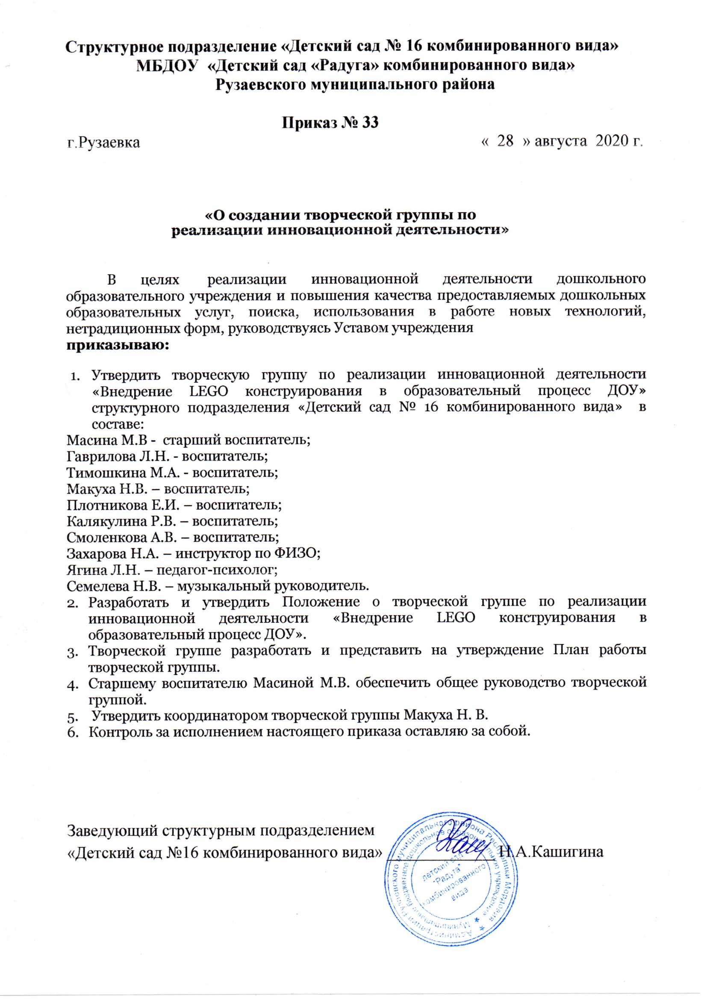 Структурное подразделение «Детский сад № 16 комбинированного вида»
МБДОУ «Детский сад «Радуга» комбинированного вида»
Рузаевского муниципального района
Приказ № 33
г.Рузаевка « 28 » августа 2020 г.
«О создании творческой группы по
реализации инновационной деятельности»
В целях реализации инновационной деятельности дошкольного
образовательного учреждения и повышения качества предоставляемых дошкольных
образовательных услуг, поиска, использования в работе новых технологий,
нетрадиционных форм, руководствуясь Уставом учреждения
приказываю:
1. Утвердить творческую группу по реализации инновационной деятельности
«Внедрение LEGO конструирования в образовательный процесс ДОУ»
структурного подразделения «Детский сад № 16 комбинированного вида» в
составе:
Масина М.В - старший воспитатель;
Гаврилова Л.Н. - воспитатель;
Тимошкина М.А. - воспитатель;
Макуха Н.В. – воспитатель;
Плотникова Е.И. – воспитатель;
Калякулина Р.В. – воспитатель;
Смоленкова А.В. – воспитатель;
Захарова Н.А. – инструктор по ФИЗО;
Ягина Л.Н. – педагог-психолог;
Семелева Н.В. – музыкальный руководитель.
2. Разработать и утвердить Положение о творческой группе по реализации
инновационной деятельности «Внедрение LEGO конструирования в
образовательный процесс ДОУ».
3. Творческой группе разработать и представить на утверждение План работы
творческой группы.
4. Старшему воспитателю Масиной М.В. обеспечить общее руководство творческой
группой.
5. Утвердить координатором творческой группы Макуха Н. В.
6. Контроль за исполнением настоящего приказа оставляю за собой.
Заведующий структурным подразделением
«Детский сад №16 комбинированного вида» ______________ Н.А.Кашигина
Администрация Рузаевского муниципального района Республики Мордовия
Муниципальное бюджетное дошкольное образовательное учреждение
детский сад
"Радуга"
комбинированного
вида